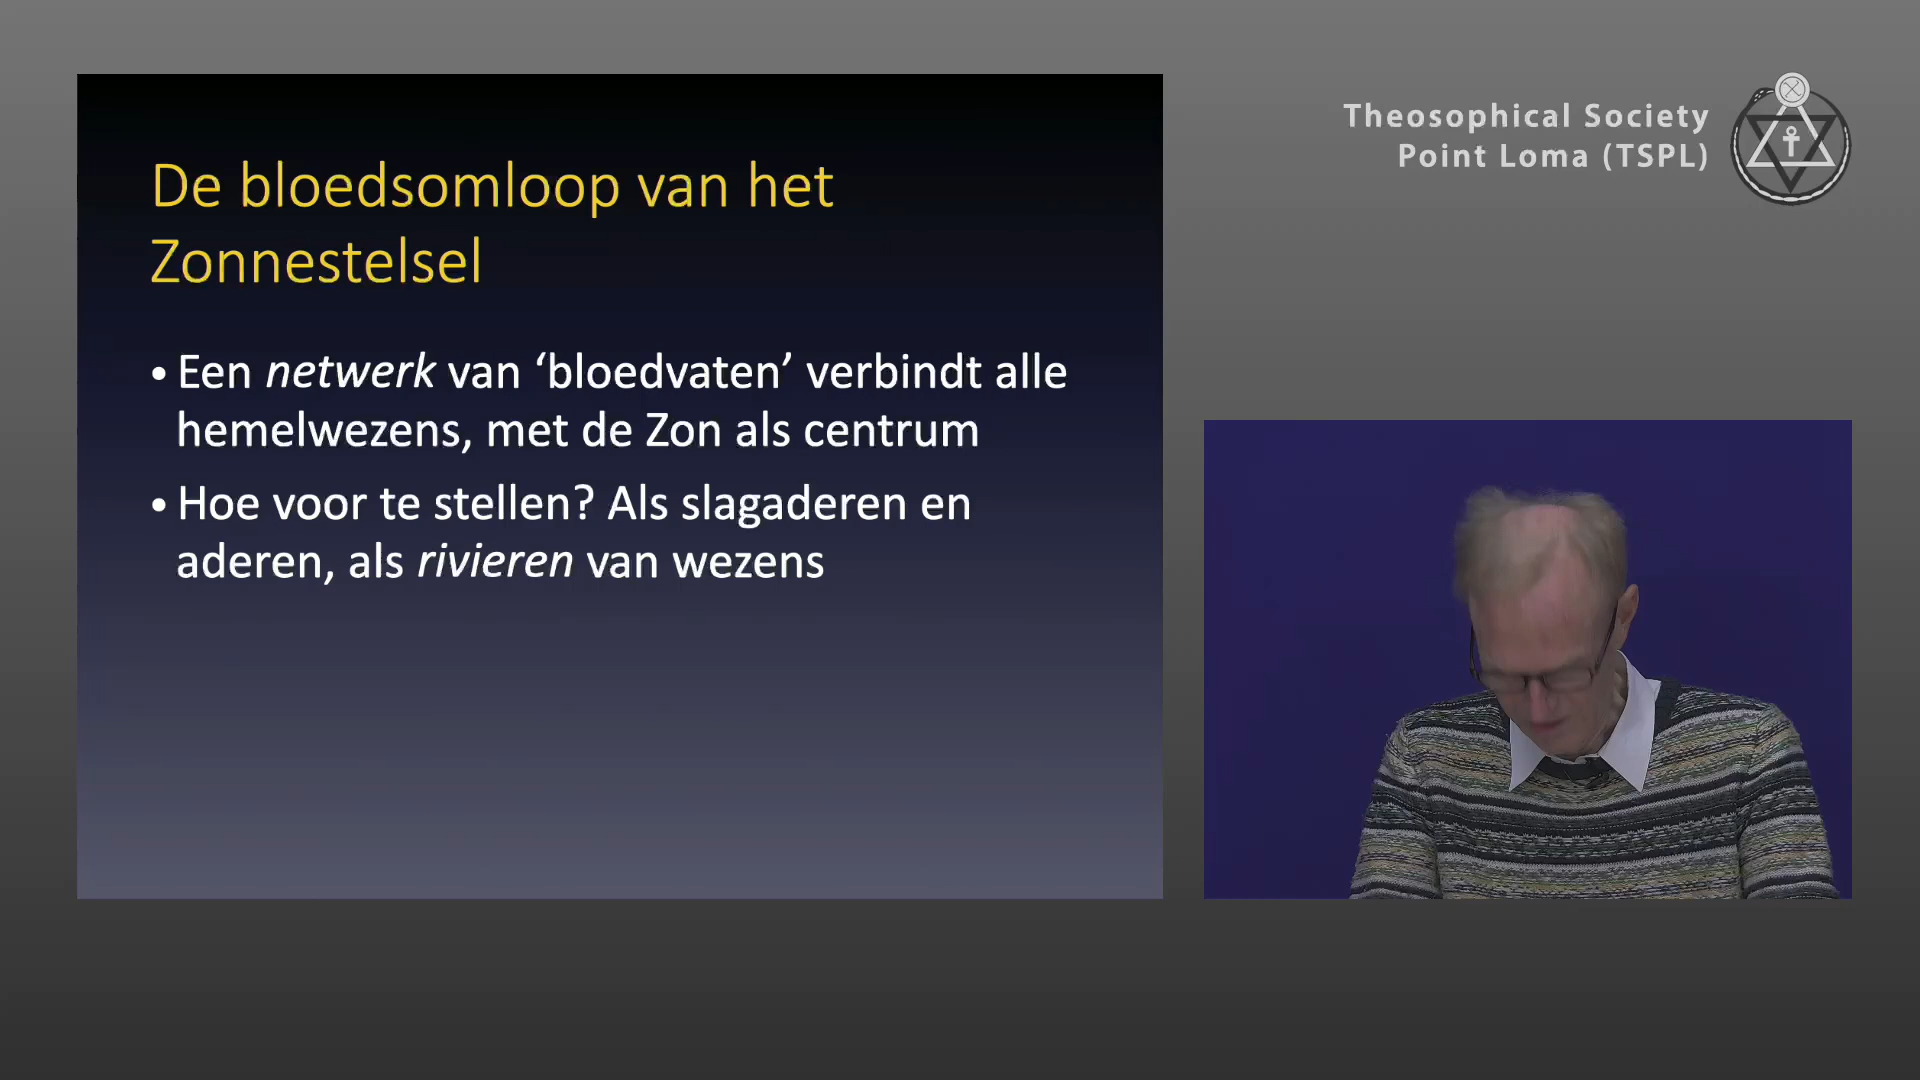 De bloedsomloop van het
Zonnestelsel
• Een netwerk van ‘bloedvaten’ verbindt alle
hemelwezens, met de Zon als centrum
• Hoe voor te stellen? Als slagaderen en
aderen, als rivieren van wezens
Theosophical Society
Point Loma (TSPL)